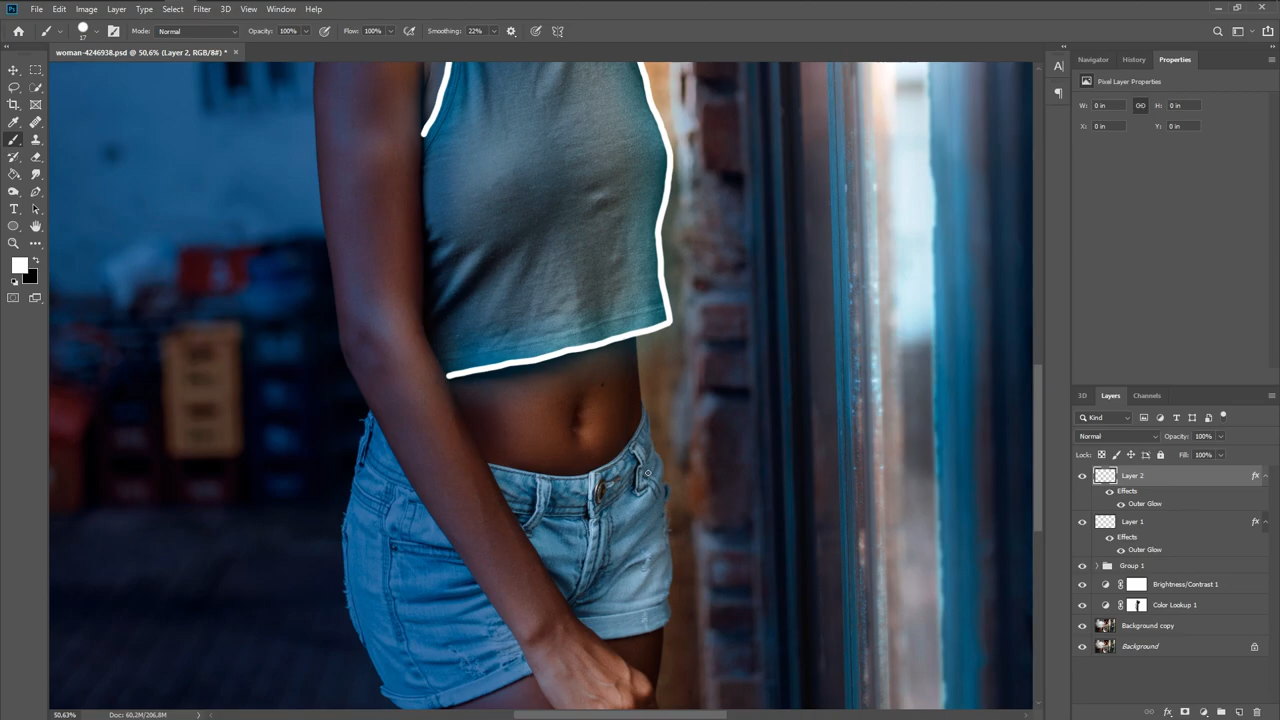 Ps File Edit Image Layer Type Select Filter 3D View Window Help
17 Mode: Normal Opacity: 100% Flow: 100% Smoothing: 22%
woman-4246938.psd @ 50,6% (Layer 2, RGB/8#) * ×
Navigator History Properties
Pixel Layer Properties
W: 0 in H: 0 in
X: 0 in Y: 0 in
3D Layers Channels
Kind
Normal Opacity: 100%
Lock: Fill: 100%
Layer 2 fx
Effects
Outer Glow
Layer 1 fx
Effects
Outer Glow
Group 1
Brightness/Contrast 1
Color Lookup 1
Background copy
Background
50,63% Doc: 60,2M/206,8M